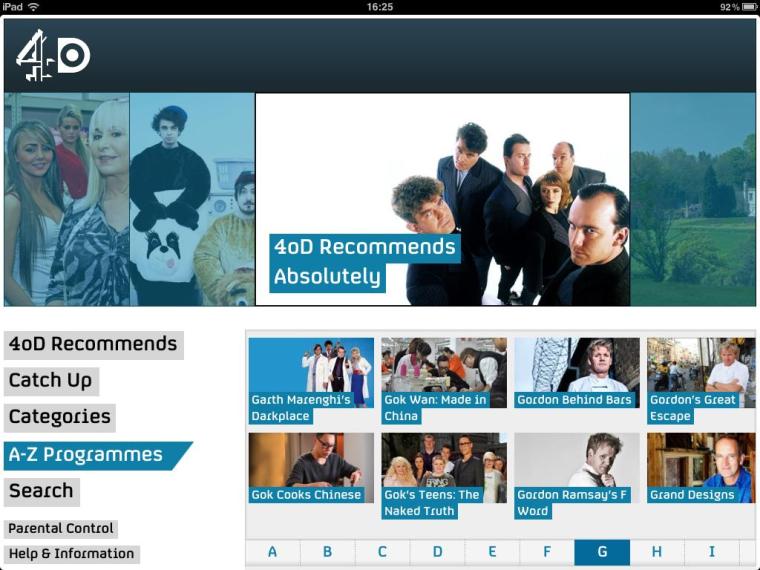 iPad 16:25 92%
4oD
4oD Recommends
Absolutely
4oD Recommends
Catch Up
Categories
A-Z Programmes
Search
Parental Control
Help & Information
Garth Marenghi's
Darkplace
Gok Wan: Made in
China
Gordon Behind Bars
Gordon's Great
Escape
Gok Cooks Chinese
Gok's Teens: The
Naked Truth
Gordon Ramsay's F
Word
Grand Designs
A B C D E F G H I